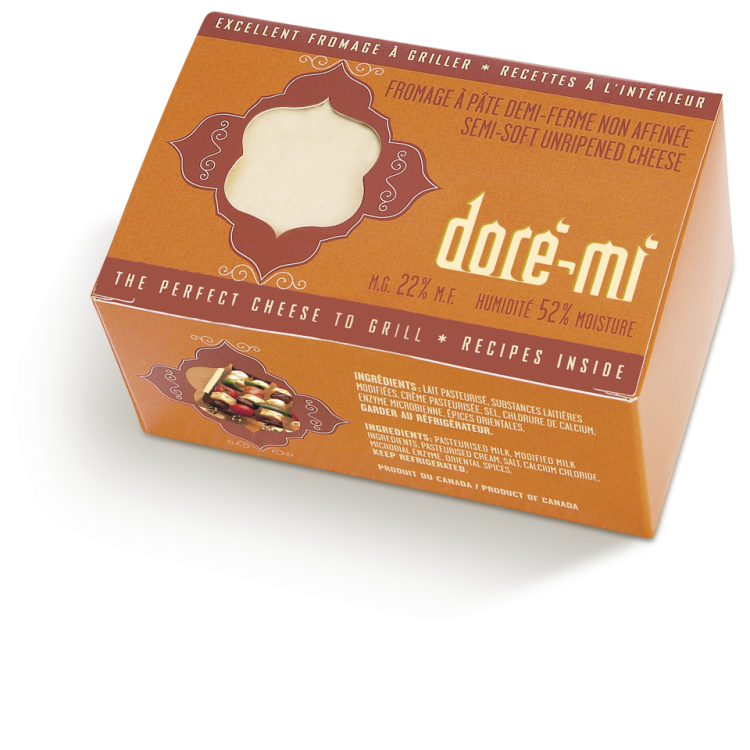 EXCELLENT FROMAGE À GRILLER * RECETTES À L'INTÉRIEUR
FROMAGE À PÂTE DEMI-FERME NON AFFINÉE
SEMI-SOFT UNRIPENED CHEESE
doré-mi
M.G. 22% M.F. HUMIDITÉ 52% MOISTURE
THE PERFECT CHEESE TO GRILL * RECIPES INSIDE
INGRÉDIENTS : LAIT PASTEURISÉ, SUBSTANCES LAITIÈRES
MODIFIÉES, CRÈME PASTEURISÉE, SEL, CHLORURE DE CALCIUM,
ENZYME MICROBIENNE, ÉPICES ORIENTALES.
GARDER AU RÉFRIGÉRATEUR.
INGREDIENTS: PASTEURISED MILK, MODIFIED MILK
INGREDIENTS, PASTEURISED CREAM, SALT, CALCIUM CHLORIDE,
MICROBIAL ENZYME, ORIENTAL SPICES.
KEEP REFRIGERATED.
PRODUIT DU CANADA / PRODUCT OF CANADA